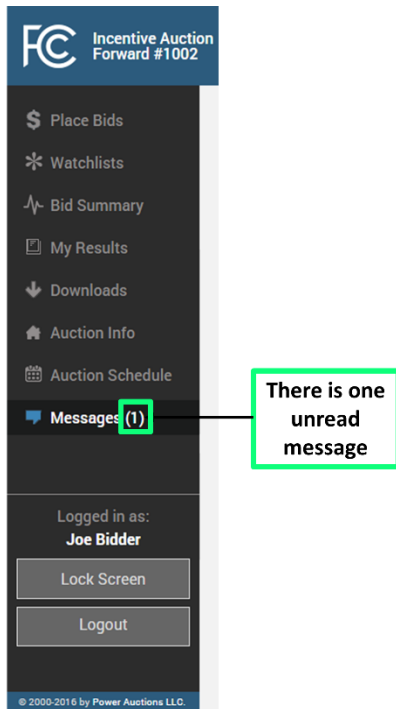 FCC Incentive Auction
Forward #1002
Place Bids
Watchlists
Bid Summary
My Results
Downloads
Auction Info
Auction Schedule
Messages (1)
There is one
unread
message
Logged in as:
Joe Bidder
Lock Screen
Logout
© 2000-2016 by Power Auctions LLC.